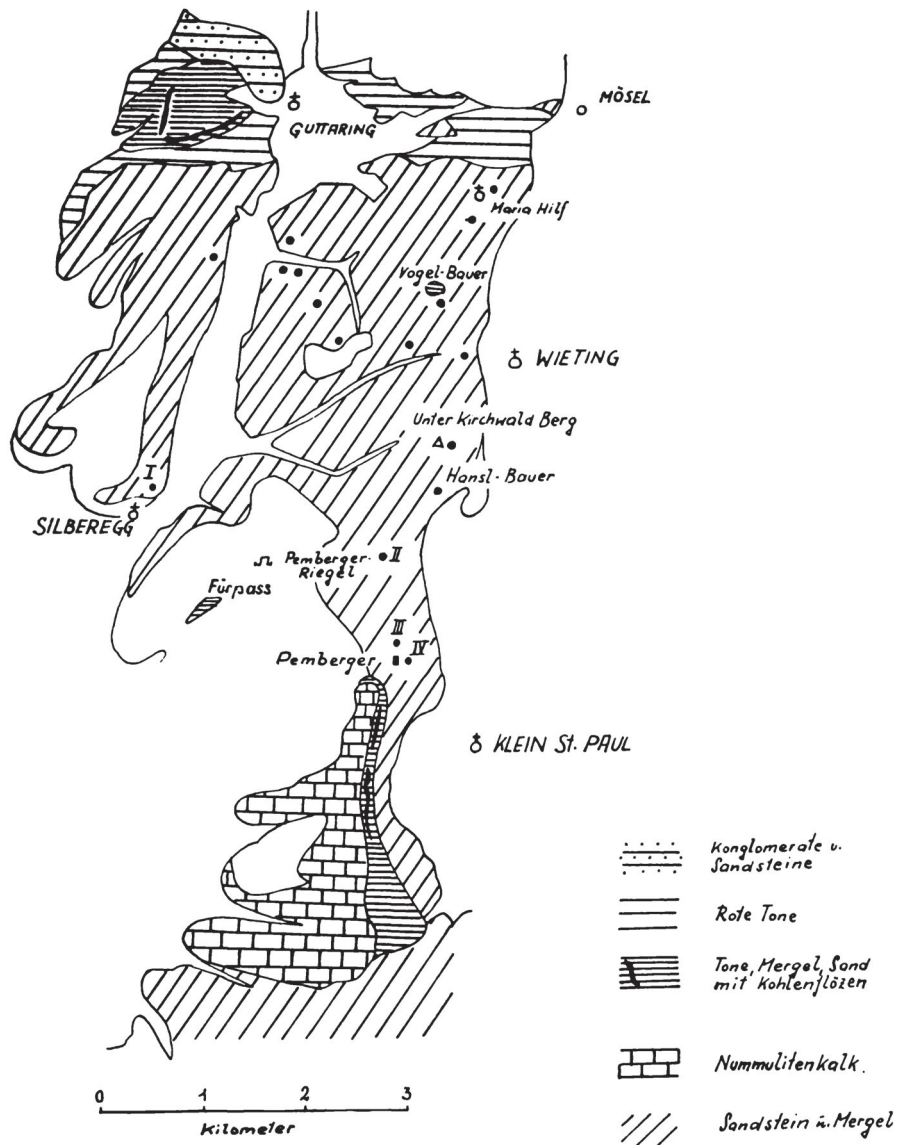 MÖSEL
GUTTARING
Maria Hilf
Vogel-Bauer
WIETING
Unter Kirchwald Berg
Hansl-Bauer
I
SILBEREGG
Pemberger-
Riegel
II
Fürpass
III
IV
Pemberger
KLEIN St. PAUL
Konglomerate u.
Sandsteine
Rote Tone
Tone, Mergel, Sand
mit Kohlenflözen
Nummulitenkalk.
Sandstein u. Mergel
0 1 2 3
Kilometer